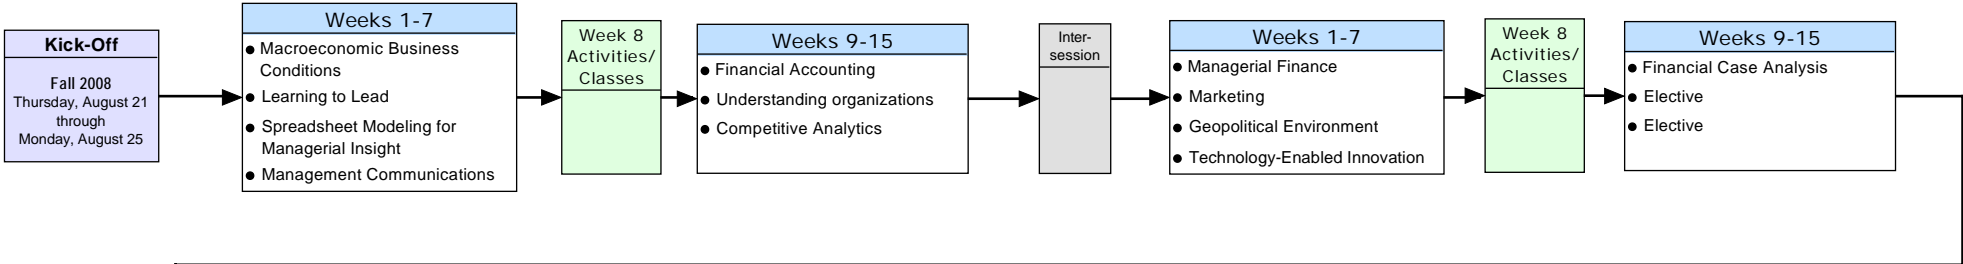 Kick-Off
Fall 2008
Thursday, August 21
through
Monday, August 25
Weeks 1-7
● Macroeconomic Business
Conditions
● Learning to Lead
● Spreadsheet Modeling for
Managerial Insight
● Management Communications
Week 8
Activities/
Classes
Weeks 9-15
● Financial Accounting
● Understanding organizations
● Competitive Analytics
Inter-
session
Weeks 1-7
● Managerial Finance
● Marketing
● Geopolitical Environment
● Technology-Enabled Innovation
Week 8
Activities/
Classes
Weeks 9-15
● Financial Case Analysis
● Elective
● Elective